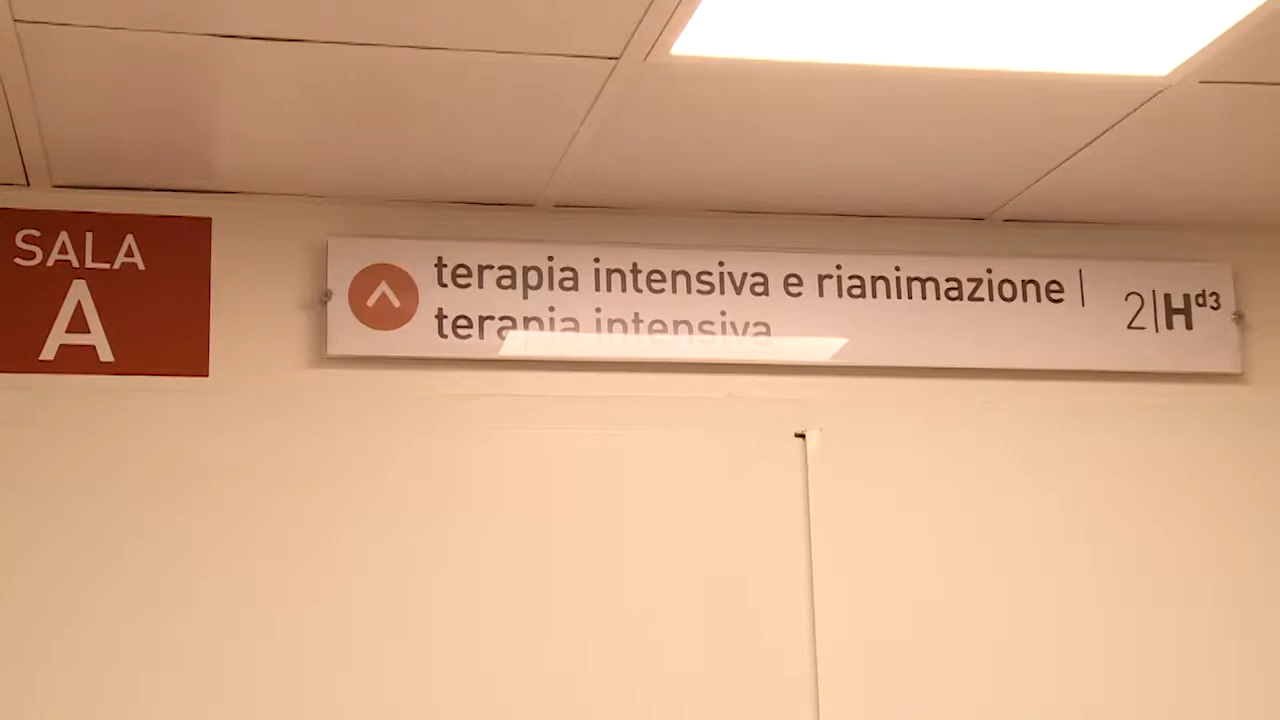 SALA
A
terapia intensiva e rianimazione |
terapia intensiva
2|Hd3